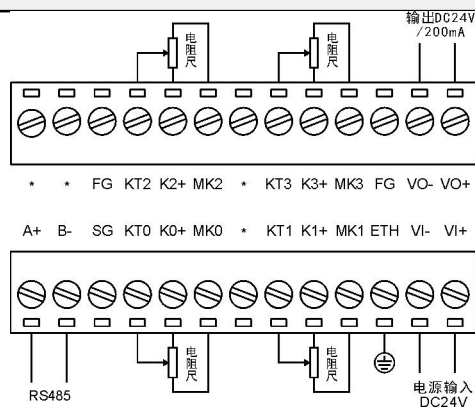 输出DC24V
/200mA
电阻尺
电阻尺
* * FG KT2 K2+ MK2 * KT3 K3+ MK3 FG VO- VO+
A+ B- SG KT0 K0+ MK0 * KT1 K1+ MK1 ETH VI- VI+
电阻尺
电阻尺
RS485
电源输入
DC24V